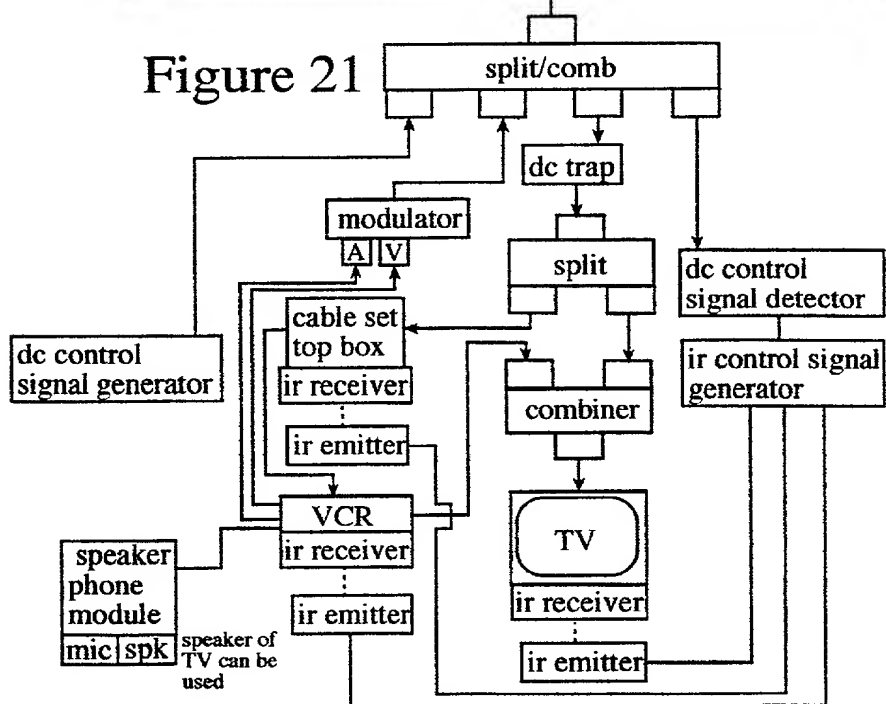 Figure 21
split/comb
dc trap
modulator
A V
split
dc control
signal detector
cable set
top box
ir receiver
dc control
signal generator
ir control signal
generator
combiner
ir emitter
VCR
ir receiver
TV
speaker
phone
module
mic spk
speaker of
TV can be
used
ir emitter
ir receiver
ir emitter